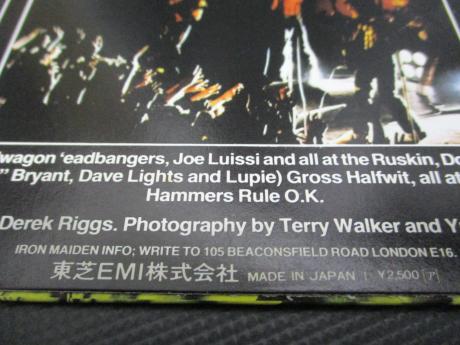 wagon 'eadbangers, Joe Luissi and all at the Ruskin, Do
" Bryant, Dave Lights and Lupie) Gross Halfwit, all at
Hammers Rule O.K.
Derek Riggs. Photography by Terry Walker and Y
IRON MAIDEN INFO; WRITE TO 105 BEACONSFIELD ROAD LONDON E16.
東芝EMI株式会社 MADE IN JAPAN ¥2,500 [ア]